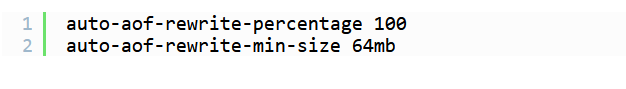 1 auto-aof-rewrite-percentage 100
2 auto-aof-rewrite-min-size 64mb